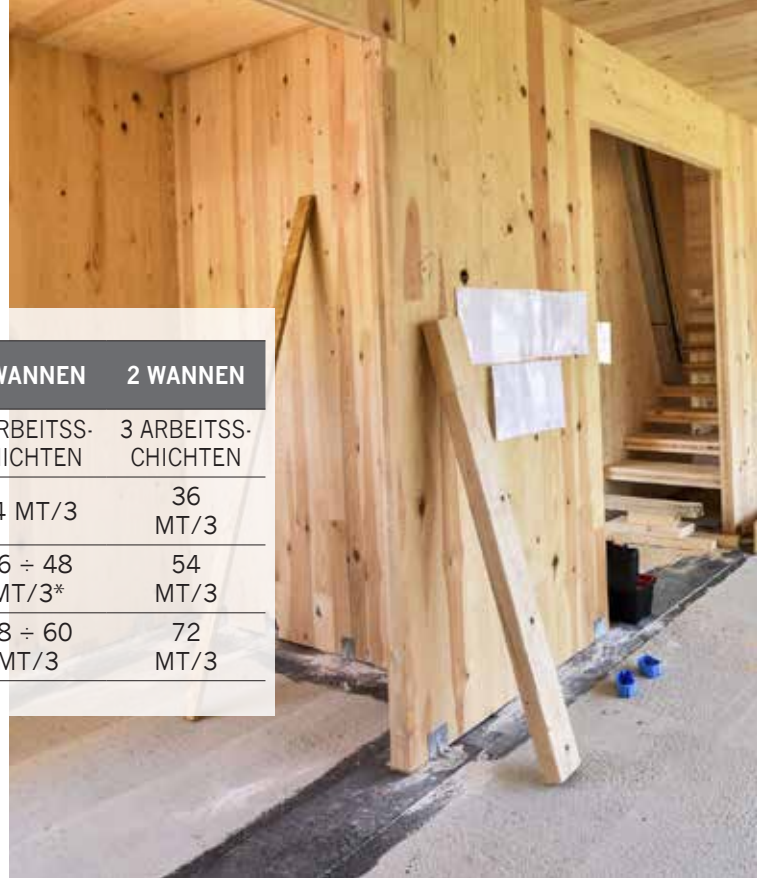 WANNEN 2 WANNEN
RBEITSS- 3 ARBEITSS-
HICHTEN CHICHTEN
4 MT/3 36
MT/3
6 ÷ 48 54
MT/3* MT/3
8 ÷ 60 72
MT/3 MT/3